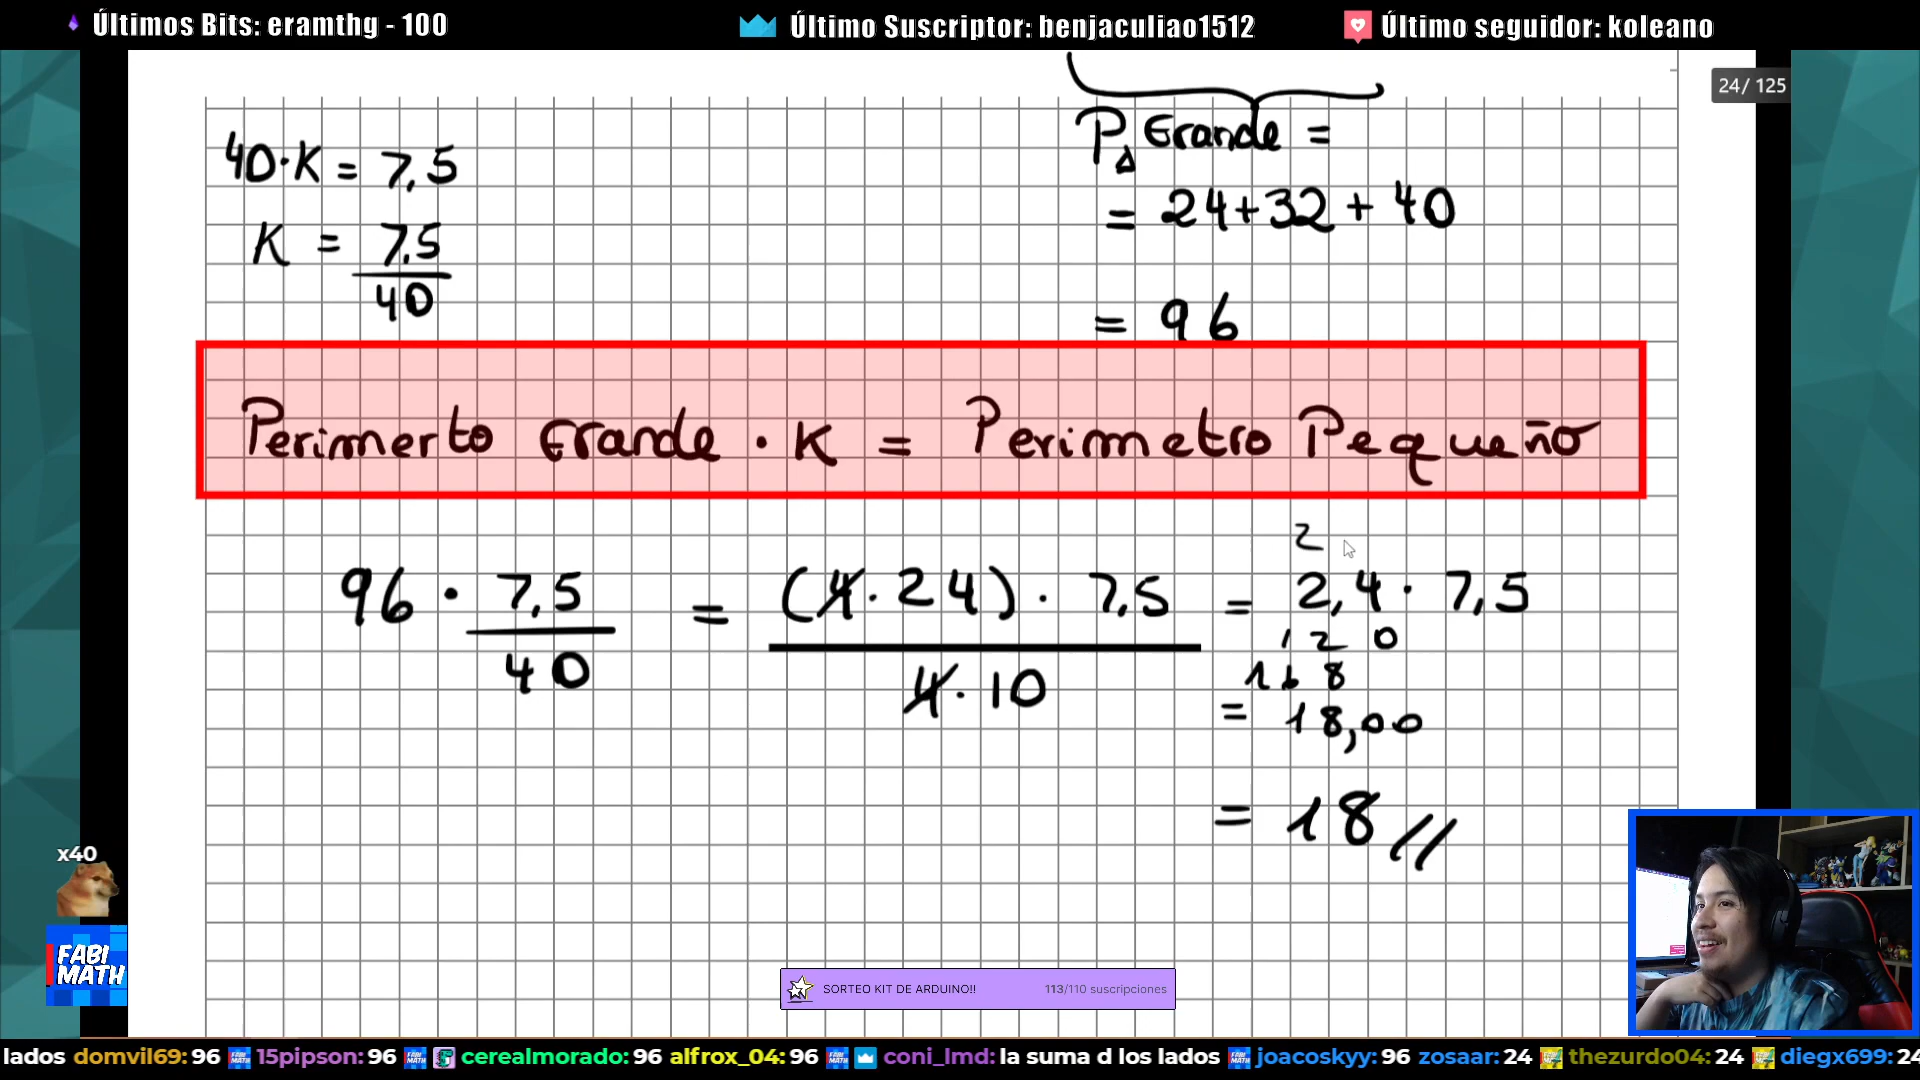 Últimos Bits: eramthg - 100
Último Suscriptor: benjaculiao1512
Último seguidor: koleano
24/ 125
40·K = 7,5
K = 7,5
40
P△ Grande =
= 24+32+40
= 96
Perimerto Grande · K = Perimetro Pequeño
2
96 · 7,5 = (4·24) · 7,5 = 2,4 · 7,5
40
4·10
120
168
= 18,00
= 18//
x40
FABI
MATH
SORTEO KIT DE ARDUINO!!
113/110 suscripciones
lados domvil69: 96 15pipson: 96 cerealmorado: 96 alfrox_04: 96 coni_lmd: la suma d los lados joacoskyy: 96 zosaar: 24 thezurdo04: 24 diegx699: 24